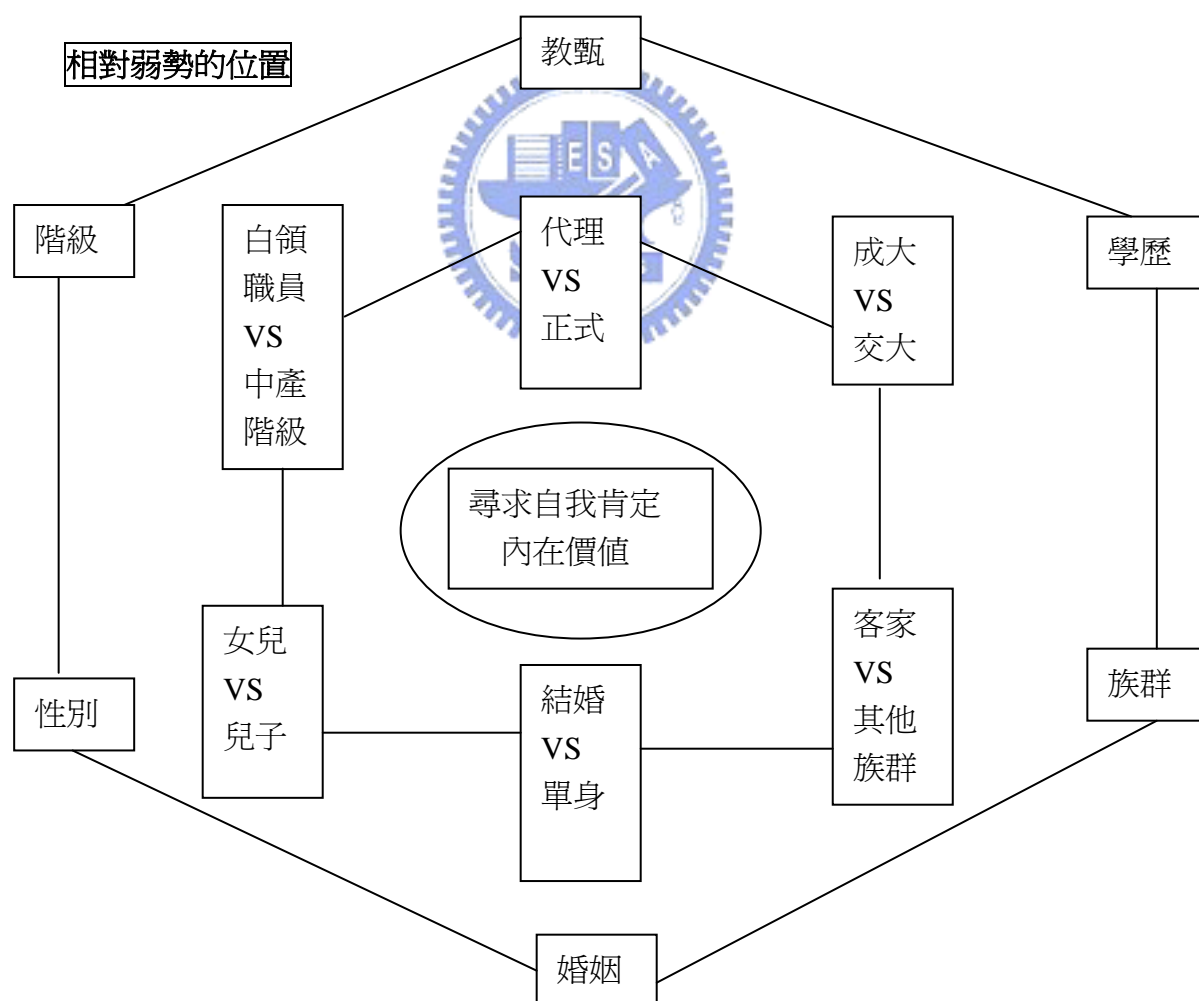 相對弱勢的位置
教甄
E S A
階級
白領
職員
VS
中產
階級
代理
VS
正式
成大
VS
交大
學歷
尋求自我肯定
內在價值
性別
女兒
VS
兒子
結婚
VS
單身
客家
VS
其他
族群
族群
婚姻